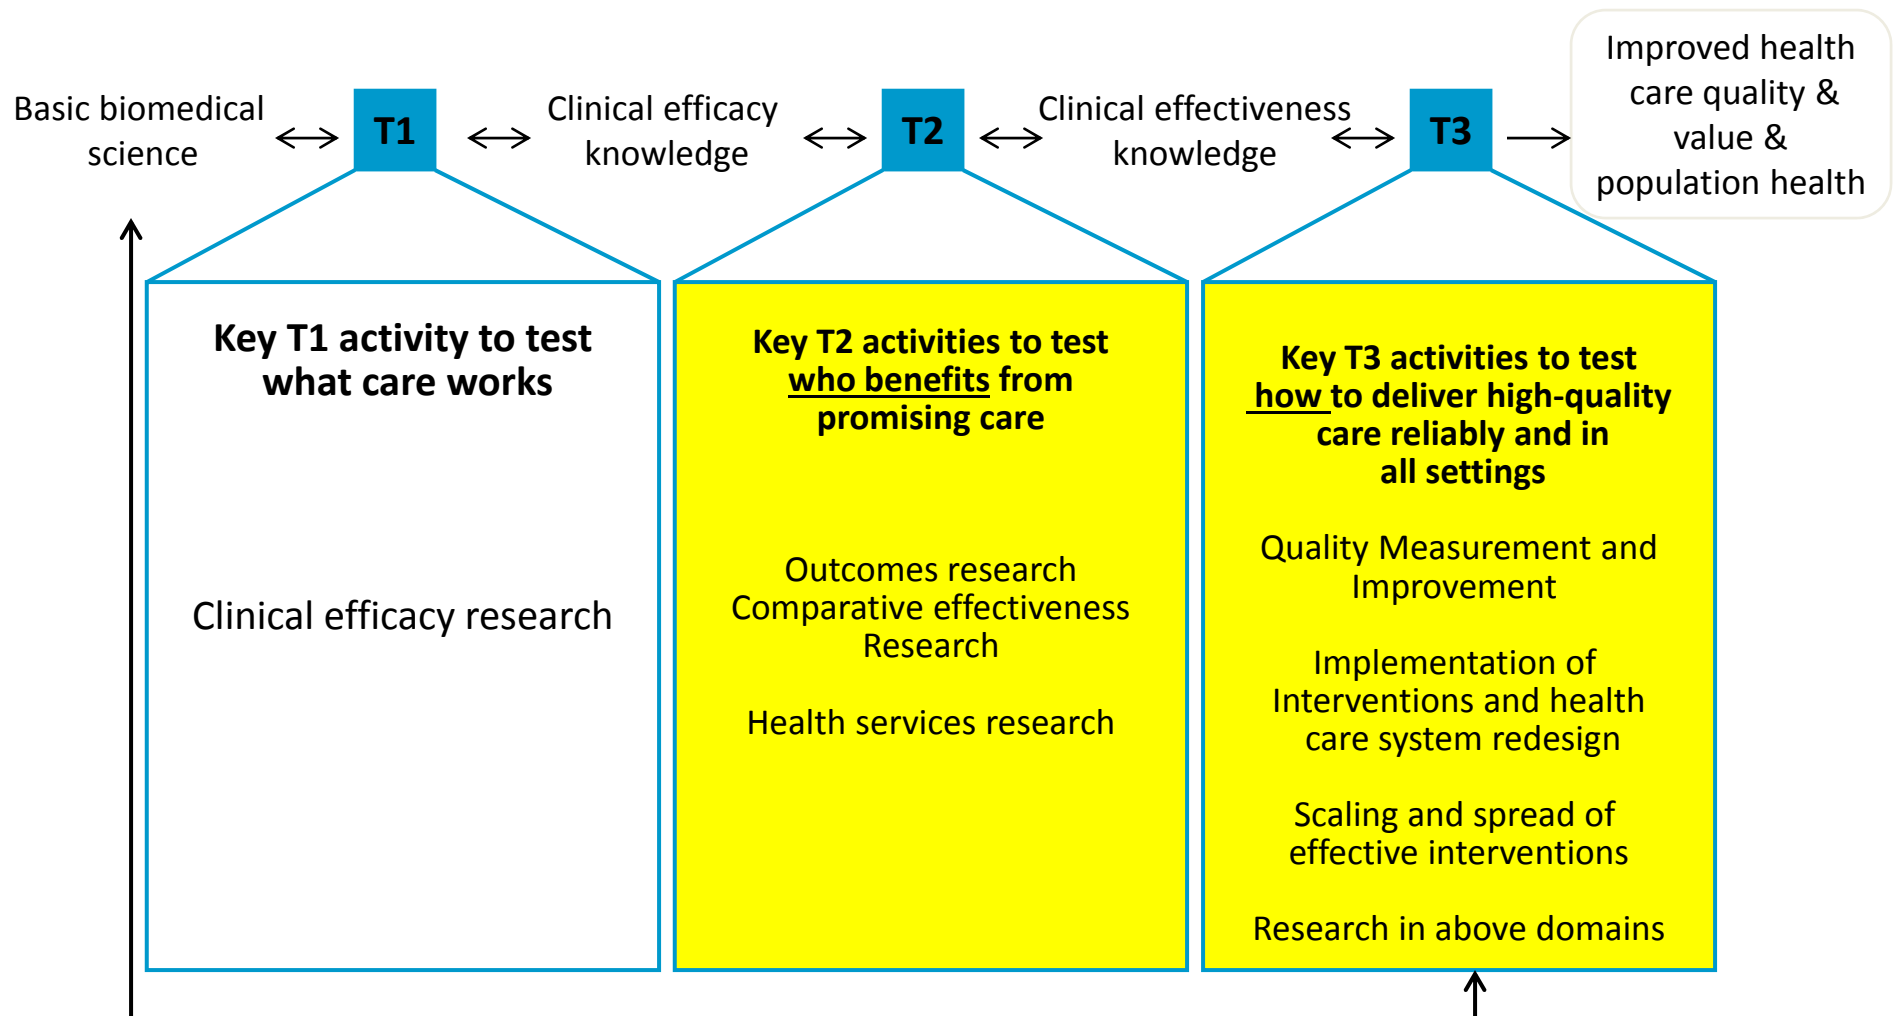 Basic biomedical
science
T1
Clinical efficacy
knowledge
T2
Clinical effectiveness
knowledge
T3
Improved health
care quality &
value &
population health
Key T1 activity to test
what care works
Clinical efficacy research
Key T2 activities to test
who benefits from
promising care
Outcomes research
Comparative effectiveness
Research
Health services research
Key T3 activities to test
how to deliver high-quality
care reliably and in
all settings
Quality Measurement and
Improvement
Implementation of
Interventions and health
care system redesign
Scaling and spread of
effective interventions
Research in above domains